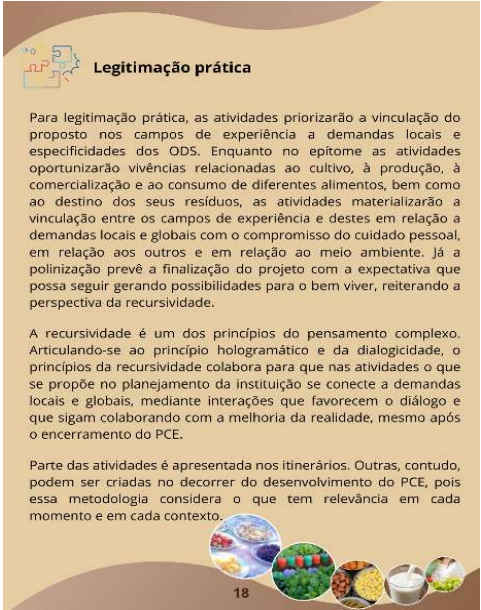 Legitimação prática
Para legitimação prática, as atividades priorizarão a vinculação do
proposto nos campos de experiência a demandas locais e
especificidades dos ODS. Enquanto no epítome as atividades
oportunizarão vivências relacionadas ao cultivo, à produção, à
comercialização e ao consumo de diferentes alimentos, bem como
ao destino dos seus resíduos, as atividades materializarão a
vinculação entre os campos de experiência e destes em relação a
demandas locais e globais com o compromisso do cuidado pessoal,
em relação aos outros e em relação ao meio ambiente. Já a
polinização prevê a finalização do projeto com a expectativa que
possa seguir gerando possibilidades para o bem viver, reiterando a
perspectiva da recursividade.
A recursividade é um dos princípios do pensamento complexo.
Articulando-se ao princípio hologramático e da dialogicidade, o
princípios da recursividade colabora para que nas atividades o que
se propõe no planejamento da instituição se conecte a demandas
locais e globais, mediante interações que favorecem o diálogo e
que sigam colaborando com a melhoria da realidade, mesmo após
o encerramento do PCE.
Parte das atividades é apresentada nos itinerários. Outras, contudo,
podem ser criadas no decorrer do desenvolvimento do PCE, pois
essa metodologia considera o que tem relevância em cada
momento e em cada contexto.
18